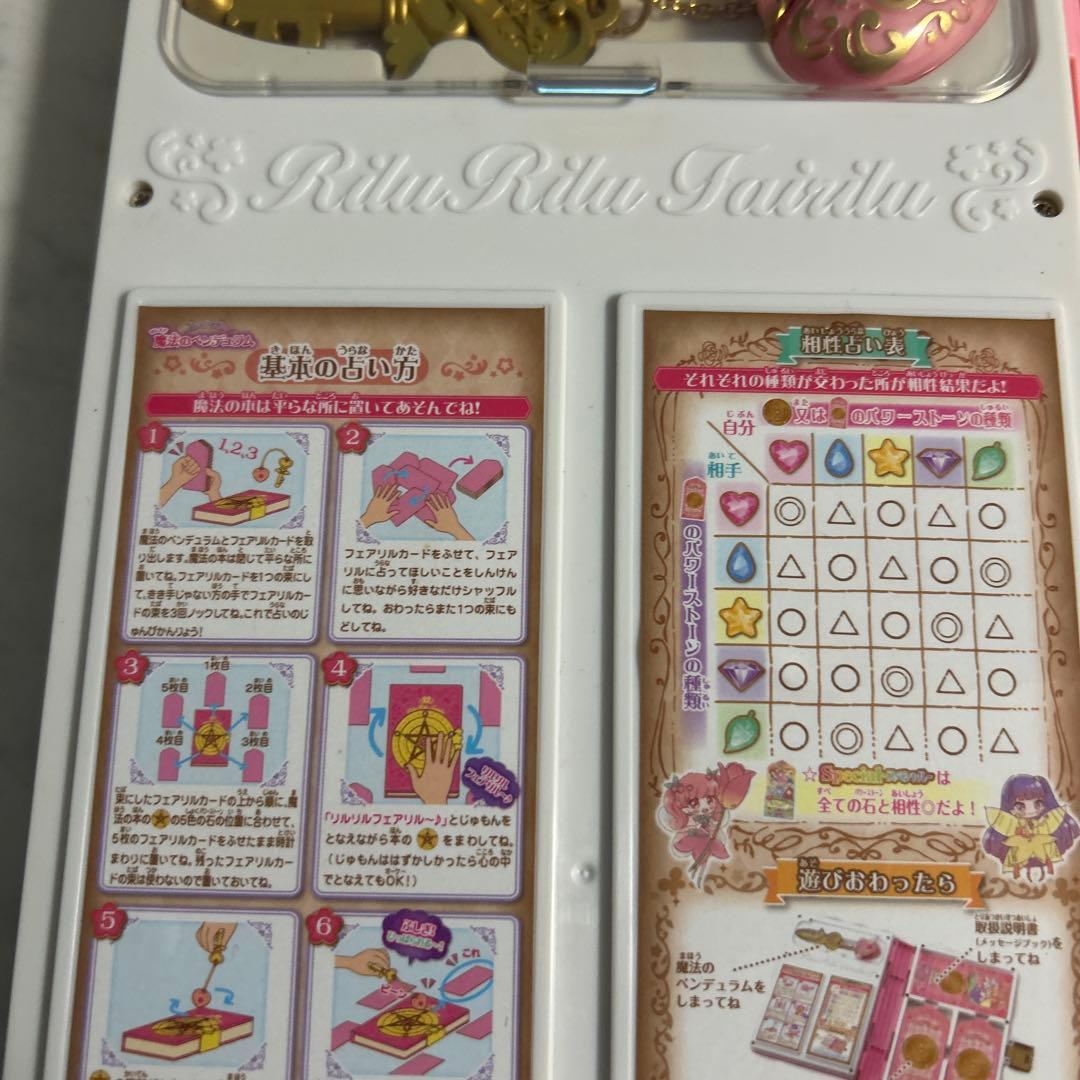 RiluRilu Fairilu
魔法のペンデュラム
基本の占い方
魔法の本は平らな所に置いてあそんでね!
1
1,2,3
魔法のペンデュラムとフェアリルカードを取
り出します。魔法の本は閉じて平らな所に
置いてね。フェアリルカードを1つの束にし
て、きき手じゃない方の手でフェアリルカー
ドの束を3回ノックしてね。これで占いのじ
ゅんびかんりょう!
2
フェアリルカードをふせて、フェア
リルに占ってほしいことをしんけん
に思いながら好きなだけシャッフル
してね。おわったらまた1つの束にも
どしてね。
3
1枚目
5枚目
2枚目
4枚目
3枚目
束にしたフェアリルカードの上から順に、魔
法の本の の5色の石の位置に合わせて、
5枚のフェアリルカードをふせたまま時計
まわりに置いてね。残ったフェアリルカー
ドの束は使わないので置いておいてね。
4
リルリル
フェアリル〜♪
「リルリルフェアリル〜♪」とじゅもんを
となえながら本の をまわしてね。
(じゅもんははずかしかったら心の中
でとなえてもOK!)
5
6
ふしぎ!
ひっぱられる〜!
ビーン
これ
相性占い表
それぞれの種類が交わった所が相性結果だよ!
自分
又は のパワーストーンの種類
相手
のパワーストーンの種類
◎ △ ○ △ ○
△ ○ △ ○ ◎
○ △ ○ ◎ △
○ ○ ◎ △ ○
○ ◎ △ ○ △
☆Special は
全ての石と相性◎だよ!
遊びおわったら
取扱説明書
(メッセージブック)を
しまってね
魔法の
ペンデュラムを
しまってね